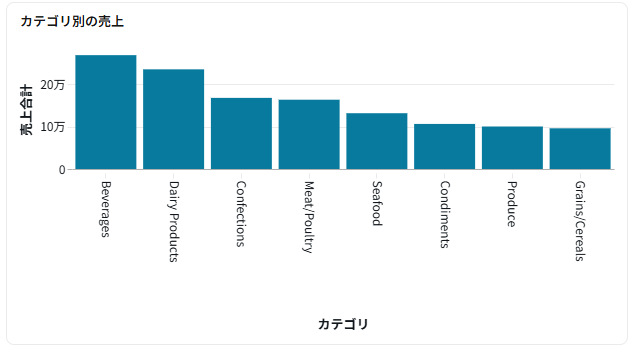 カテゴリ別の売上
売上合計
20万
10万
0
Beverages
Dairy Products
Confections
Meat/Poultry
Seafood
Condiments
Produce
Grains/Cereals
カテゴリ